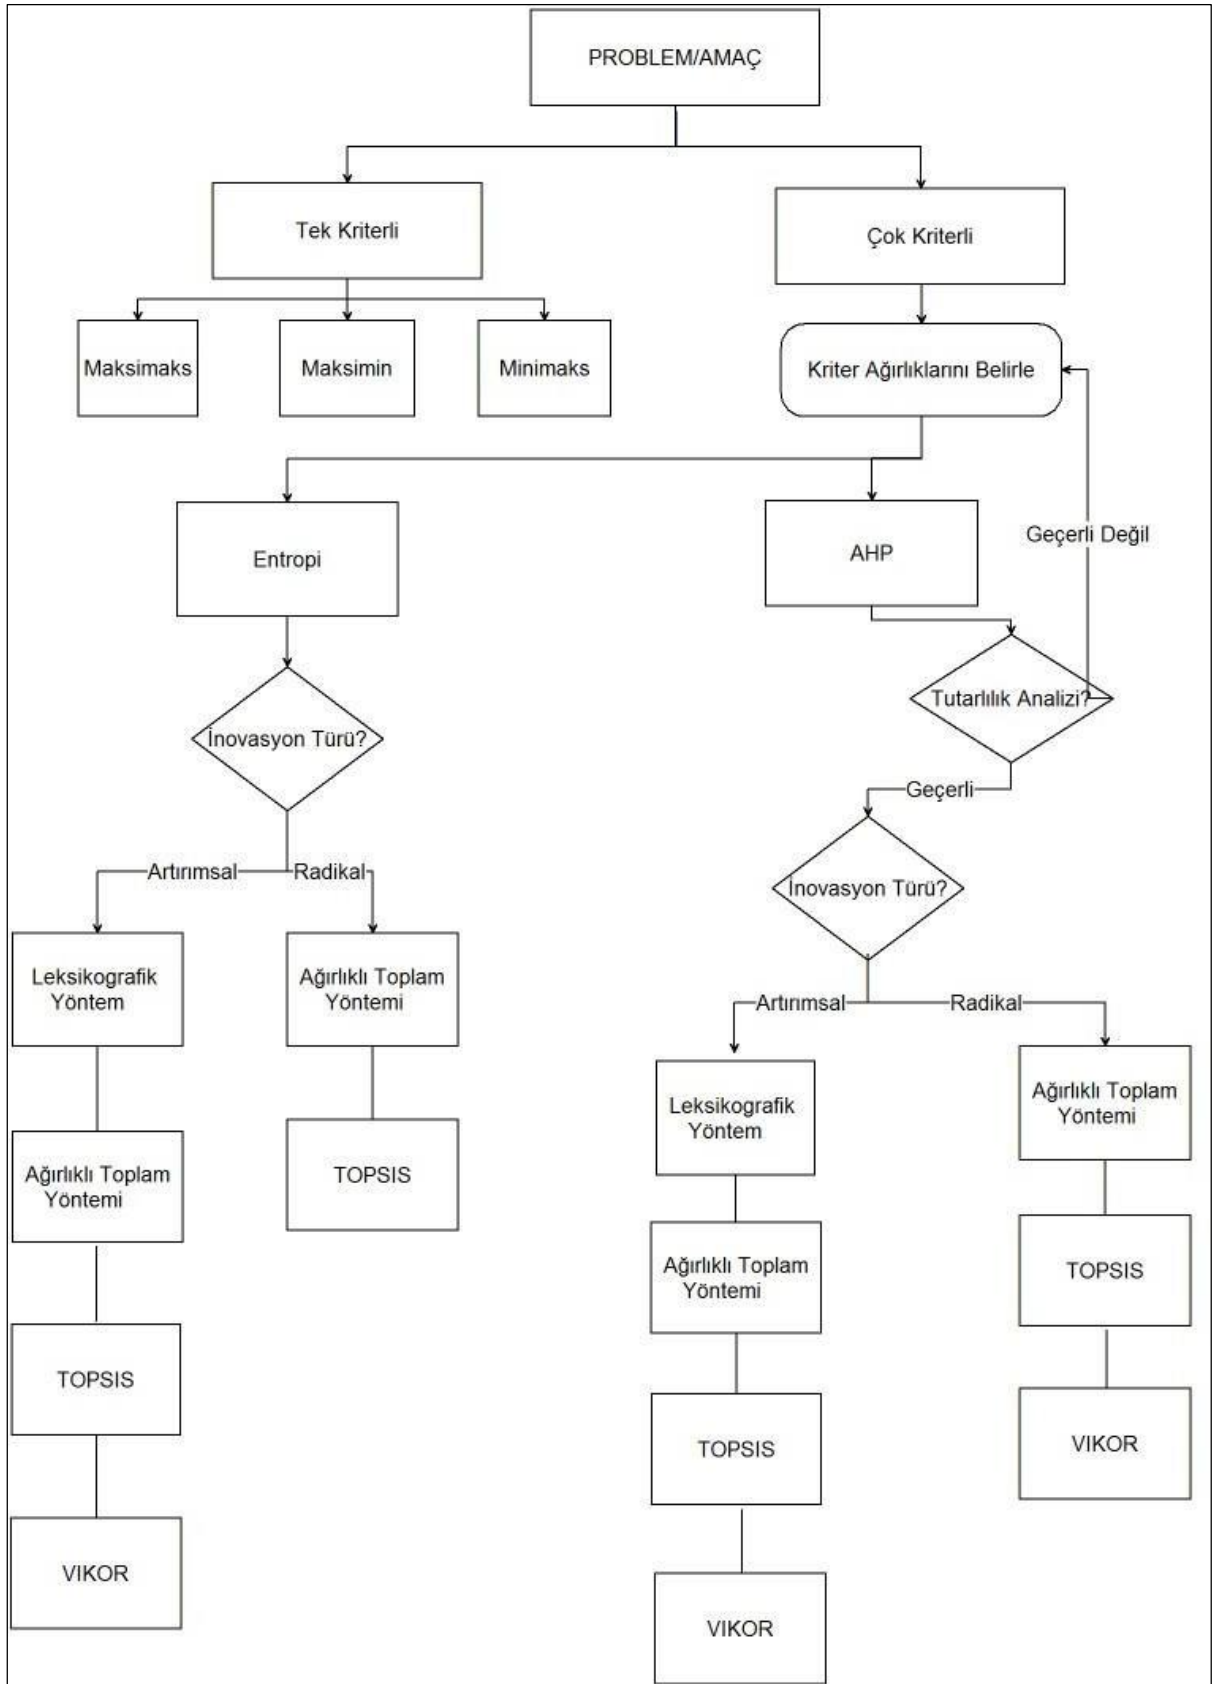 PROBLEM/AMAÇ
Tek Kriterli
Çok Kriterli
Maksimaks
Maksimin
Minimaks
Kriter Ağırlıklarını Belirle
Entropi
AHP
Geçerli Değil
Tutarlılık Analizi?
İnovasyon Türü?
Geçerli
Artırımsal
Radikal
İnovasyon Türü?
Leksikografik
Yöntem
Ağırlıklı Toplam
Yöntemi
Artırımsal
Radikal
Leksikografik
Yöntem
Ağırlıklı Toplam
Yöntemi
Ağırlıklı Toplam
Yöntemi
TOPSIS
Ağırlıklı Toplam
Yöntemi
TOPSIS
TOPSIS
TOPSIS
VIKOR
VIKOR
VIKOR